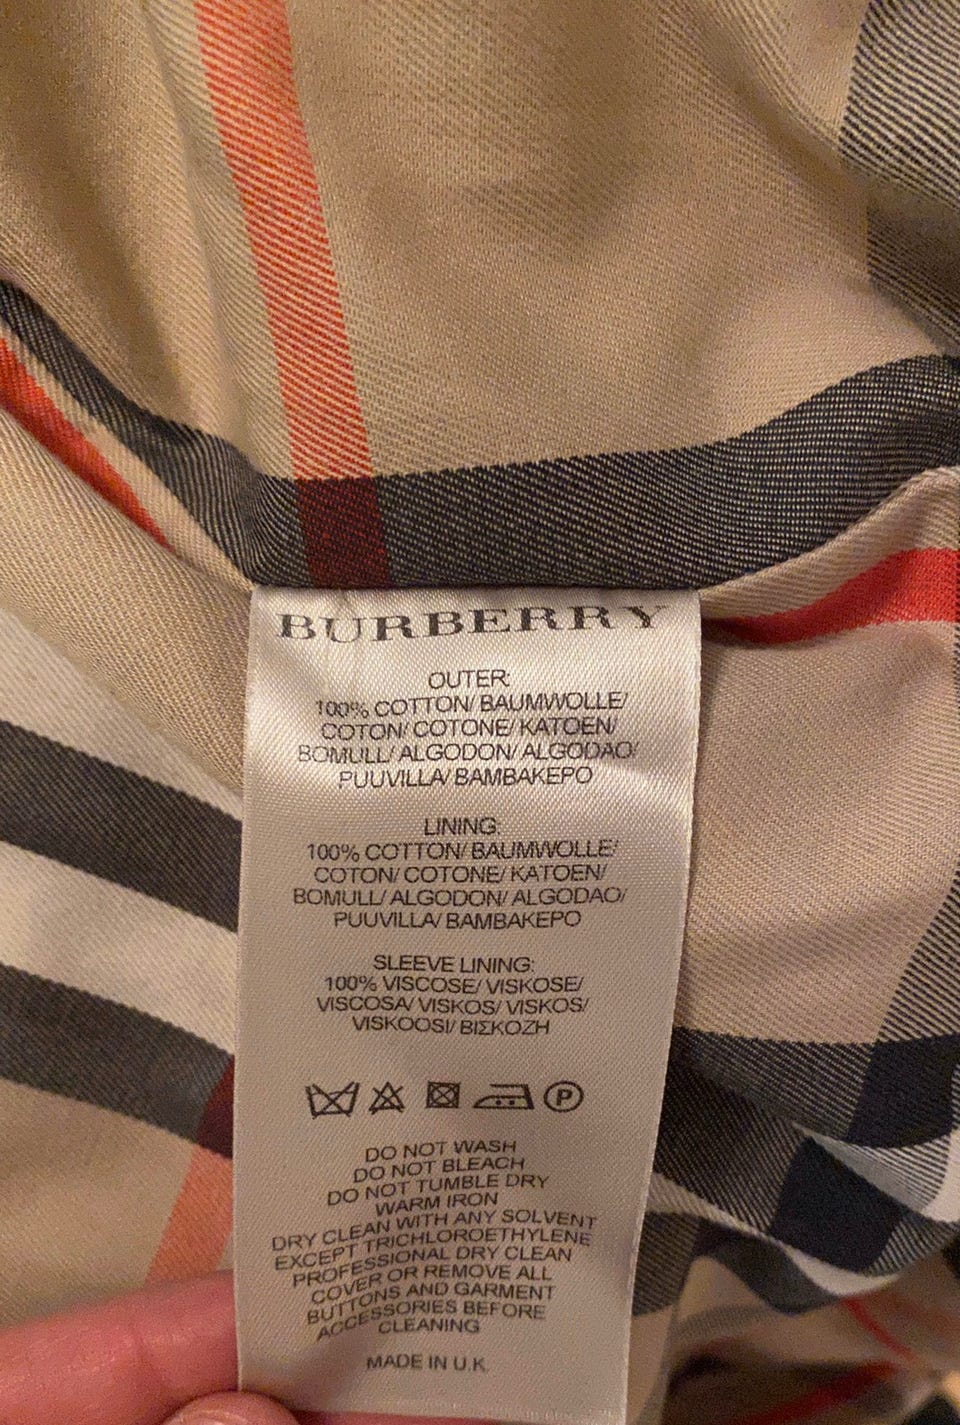 BURBERRY
OUTER:
100% COTTON/ BAUMWOLLE/
COTON/ COTONE/ KATOEN/
BOMULL/ ALGODON/ ALGODAO/
PUUVILLA/ BAMBAKEPO
LINING:
100% COTTON/ BAUMWOLLE/
COTON/ COTONE/ KATOEN/
BOMULL/ ALGODON/ ALGODAO/
PUUVILLA/ BAMBAKEPO
SLEEVE LINING:
100% VISCOSE/ VISKOSE/
VISCOSA/ VISKOS/ VISKOS/
VISKOOSI/ ΒΙΣΚΟΖΗ
P
DO NOT WASH
DO NOT BLEACH
DO NOT TUMBLE DRY
WARM IRON
DRY CLEAN WITH ANY SOLVENT
EXCEPT TRICHLOROETHYLENE
PROFESSIONAL DRY CLEAN
COVER OR REMOVE ALL
BUTTONS AND GARMENT
ACCESSORIES BEFORE
CLEANING
MADE IN U.K.